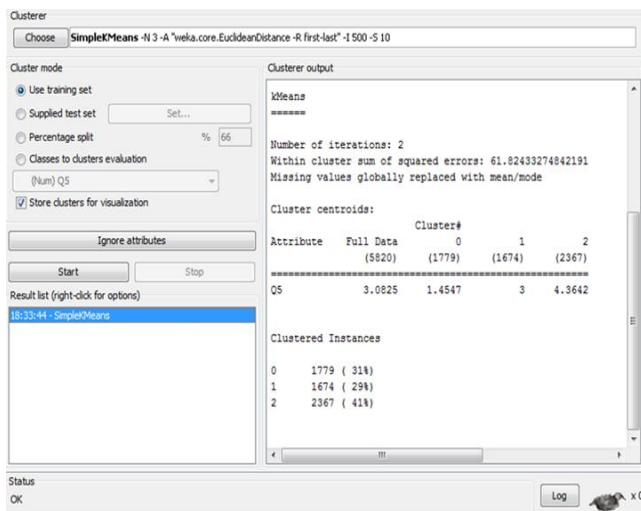 Clusterer
Choose SimpleKMeans -N 3 -A "weka.core.EuclideanDistance -R first-last" -I 500 -S 10
Cluster mode
Use training set
Supplied test set Set...
Percentage split % 66
Classes to clusters evaluation
(Num) Q5
Store clusters for visualization
Ignore attributes
Start Stop
Result list (right-click for options)
18:33:44 - SimpleKMeans
Clusterer output
kMeans
======
Number of iterations: 2
Within cluster sum of squared errors: 61.82433274842191
Missing values globally replaced with mean/mode
Cluster centroids:
Cluster#
Attribute Full Data 0 1 2
(5820) (1779) (1674) (2367)
Q5 3.0825 1.4547 3 4.3642
Clustered Instances
0 1779 ( 31%)
1 1674 ( 29%)
2 2367 ( 41%)
Status
OK
Log x 0